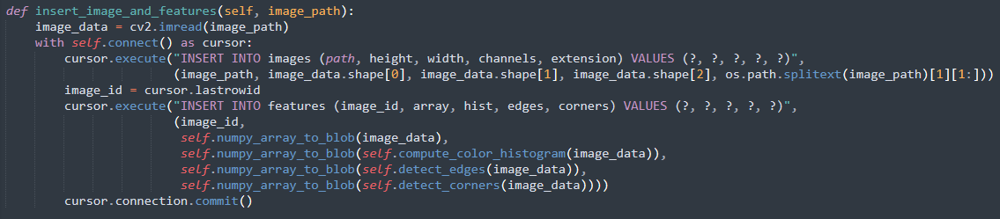 def insert_image_and_features(self, image_path):
    image_data = cv2.imread(image_path)
    with self.connect() as cursor:
        cursor.execute("INSERT INTO images (path, height, width, channels, extension) VALUES (?, ?, ?, ?, ?)",
                       (image_path, image_data.shape[0], image_data.shape[1], image_data.shape[2], os.path.splitext(image_path)[1][1:]))
        image_id = cursor.lastrowid
        cursor.execute("INSERT INTO features (image_id, array, hist, edges, corners) VALUES (?, ?, ?, ?, ?)",
                       (image_id,
                        self.numpy_array_to_blob(image_data),
                        self.numpy_array_to_blob(self.compute_color_histogram(image_data)),
                        self.numpy_array_to_blob(self.detect_edges(image_data)),
                        self.numpy_array_to_blob(self.detect_corners(image_data))))
        cursor.connection.commit()